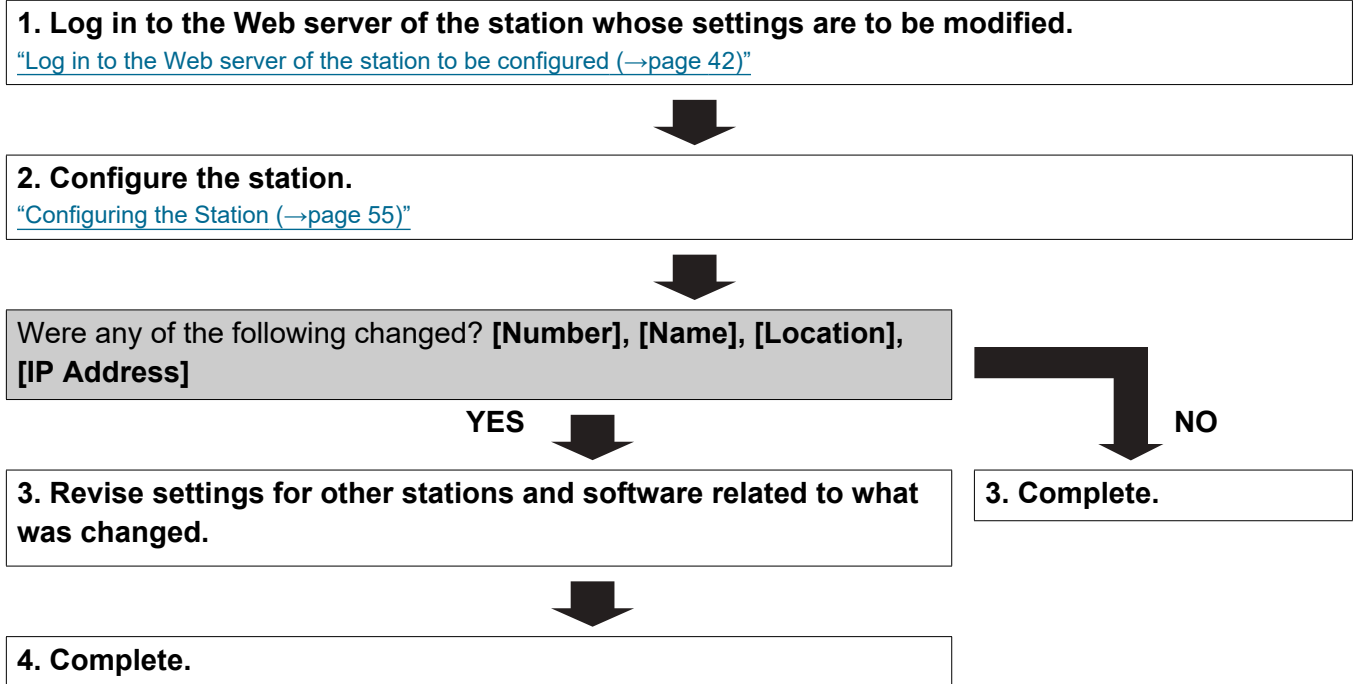 1. Log in to the Web server of the station whose settings are to be modified.
“Log in to the Web server of the station to be configured (→page 42)”
2. Configure the station.
“Configuring the Station (→page 55)”
Were any of the following changed? [Number], [Name], [Location],
[IP Address]
YES
NO
3. Revise settings for other stations and software related to what
was changed.
3. Complete.
4. Complete.